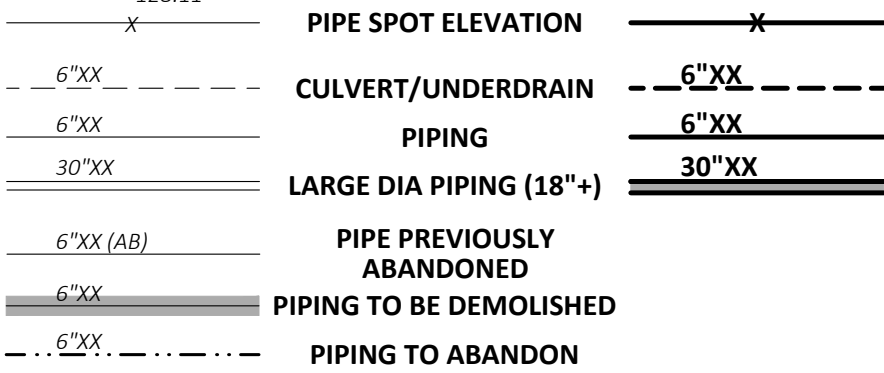 X PIPE SPOT ELEVATION X
6"XX CULVERT/UNDERDRAIN 6"XX
6"XX PIPING 6"XX
30"XX LARGE DIA PIPING (18"+) 30"XX
6"XX (AB) PIPE PREVIOUSLY
ABANDONED
6"XX PIPING TO BE DEMOLISHED
6"XX PIPING TO ABANDON